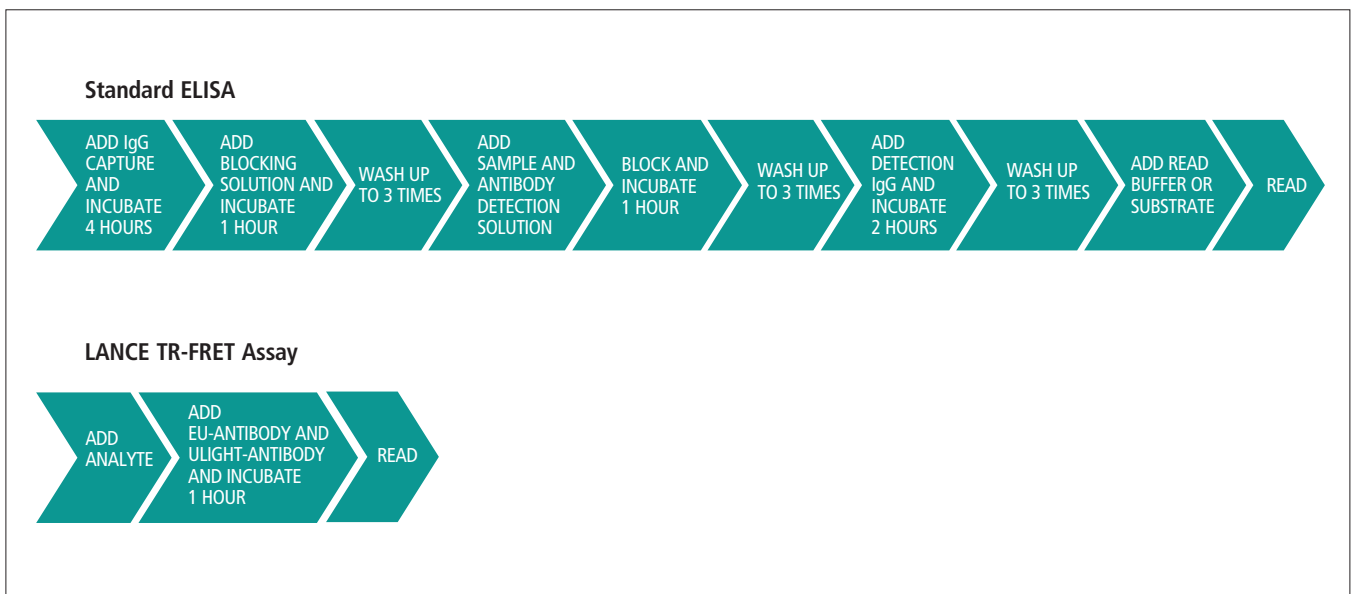 Standard ELISA
ADD IgG
CAPTURE
AND
INCUBATE
4 HOURS
ADD
BLOCKING
SOLUTION AND
INCUBATE
1 HOUR
WASH UP
TO 3 TIMES
ADD
SAMPLE AND
ANTIBODY
DETECTION
SOLUTION
BLOCK AND
INCUBATE
1 HOUR
WASH UP
TO 3 TIMES
ADD
DETECTION
IgG AND
INCUBATE
2 HOURS
WASH UP
TO 3 TIMES
ADD READ
BUFFER OR
SUBSTRATE
READ
LANCE TR-FRET Assay
ADD
ANALYTE
ADD
EU-ANTIBODY AND
ULIGHT-ANTIBODY
AND INCUBATE
1 HOUR
READ